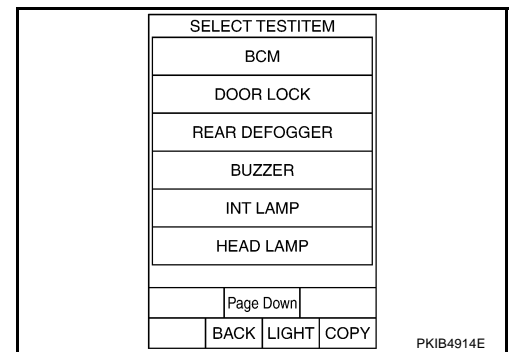 SELECT TESTITEM
BCM
DOOR LOCK
REAR DEFOGGER
BUZZER
INT LAMP
HEAD LAMP
Page Down
BACK LIGHT COPY
PKIB4914E